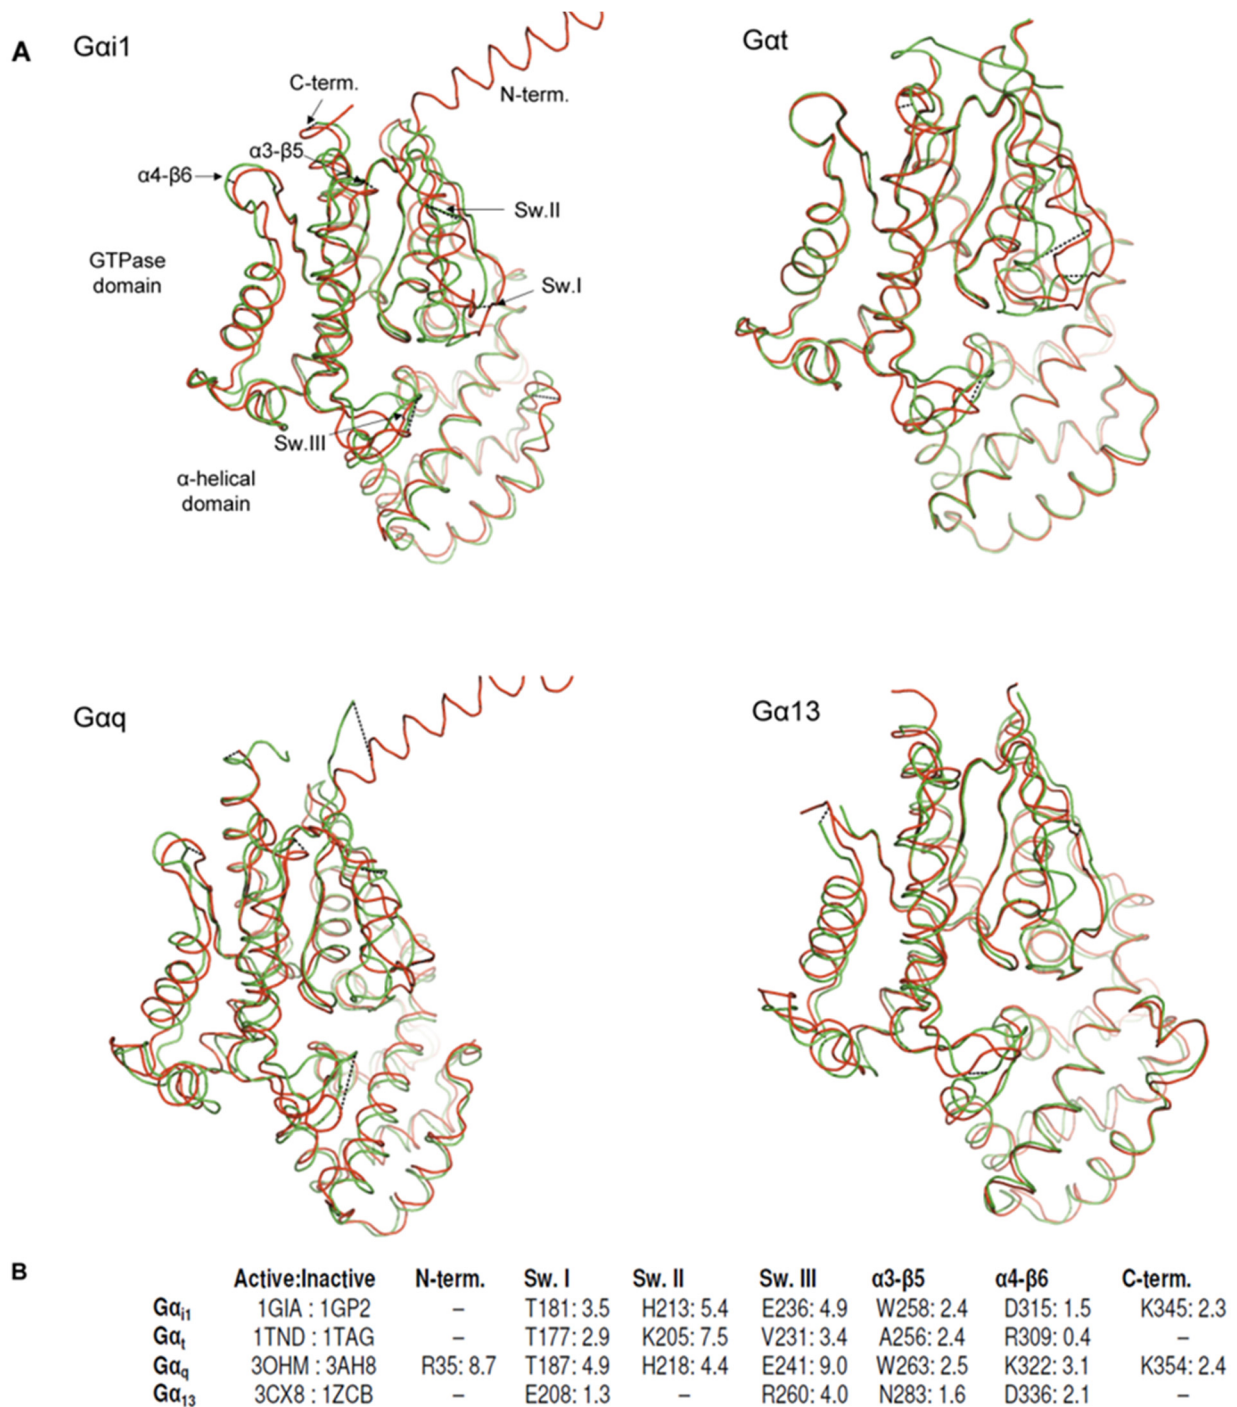 A
Gαi1
Gαt
C-term.
N-term.
α3-β5
α4-β6
Sw.II
GTPase
domain
Sw.I
Sw.III
α-helical
domain
Gαq
Gα13
B
Active:Inactive N-term. Sw. I Sw. II Sw. III α3-β5 α4-β6 C-term.
Gαi1 1GIA : 1GP2 – T181: 3.5 H213: 5.4 E236: 4.9 W258: 2.4 D315: 1.5 K345: 2.3
Gαt 1TND : 1TAG – T177: 2.9 K205: 7.5 V231: 3.4 A256: 2.4 R309: 0.4 –
Gαq 3OHM : 3AH8 R35: 8.7 T187: 4.9 H218: 4.4 E241: 9.0 W263: 2.5 K322: 3.1 K354: 2.4
Gα13 3CX8 : 1ZCB – E208: 1.3 – R260: 4.0 N283: 1.6 D336: 2.1 –